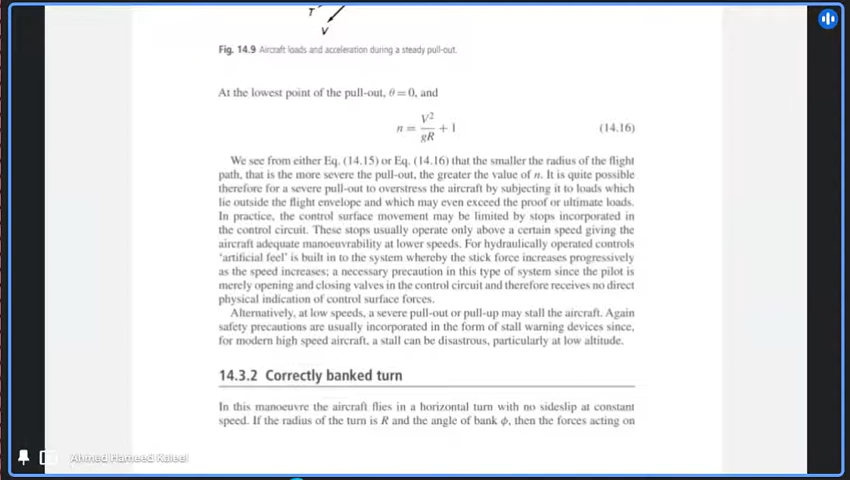 T
V
Fig. 14.9 Aircraft loads and acceleration during a steady pull-out.
At the lowest point of the pull-out, θ = 0, and
n = V²/gR + 1 (14.16)
We see from either Eq. (14.15) or Eq. (14.16) that the smaller the radius of the flight
path, that is the more severe the pull-out, the greater the value of n. It is quite possible
therefore for a severe pull-out to overstress the aircraft by subjecting it to loads which
lie outside the flight envelope and which may even exceed the proof or ultimate loads.
In practice, the control surface movement may be limited by stops incorporated in
the control circuit. These stops usually operate only above a certain speed giving the
aircraft adequate manoeuvrability at lower speeds. For hydraulically operated controls
'artificial feel' is built in to the system whereby the stick force increases progressively
as the speed increases; a necessary precaution in this type of system since the pilot is
merely opening and closing valves in the control circuit and therefore receives no direct
physical indication of control surface forces.
Alternatively, at low speeds, a severe pull-out or pull-up may stall the aircraft. Again
safety precautions are usually incorporated in the form of stall warning devices since,
for modern high speed aircraft, a stall can be disastrous, particularly at low altitude.
14.3.2 Correctly banked turn
In this manoeuvre the aircraft flies in a horizontal turn with no sideslip at constant
speed. If the radius of the turn is R and the angle of bank ϕ, then the forces acting on
Ahmed Hameed Kaleel